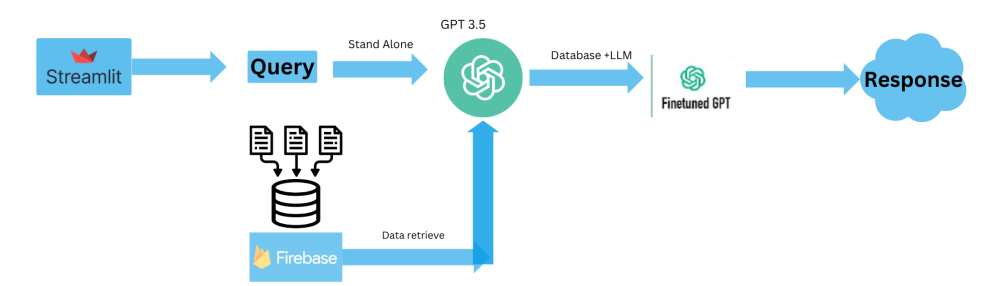 GPT 3.5
Streamlit
Query
Stand Alone
Database +LLM
Finetuned GPT
Response
Data retrieve
Firebase